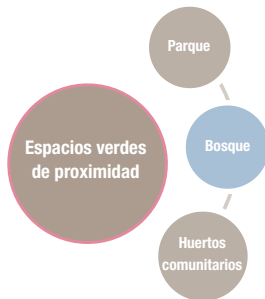 Parque
Espacios verdes
de proximidad
Bosque
Huertos
comunitarios